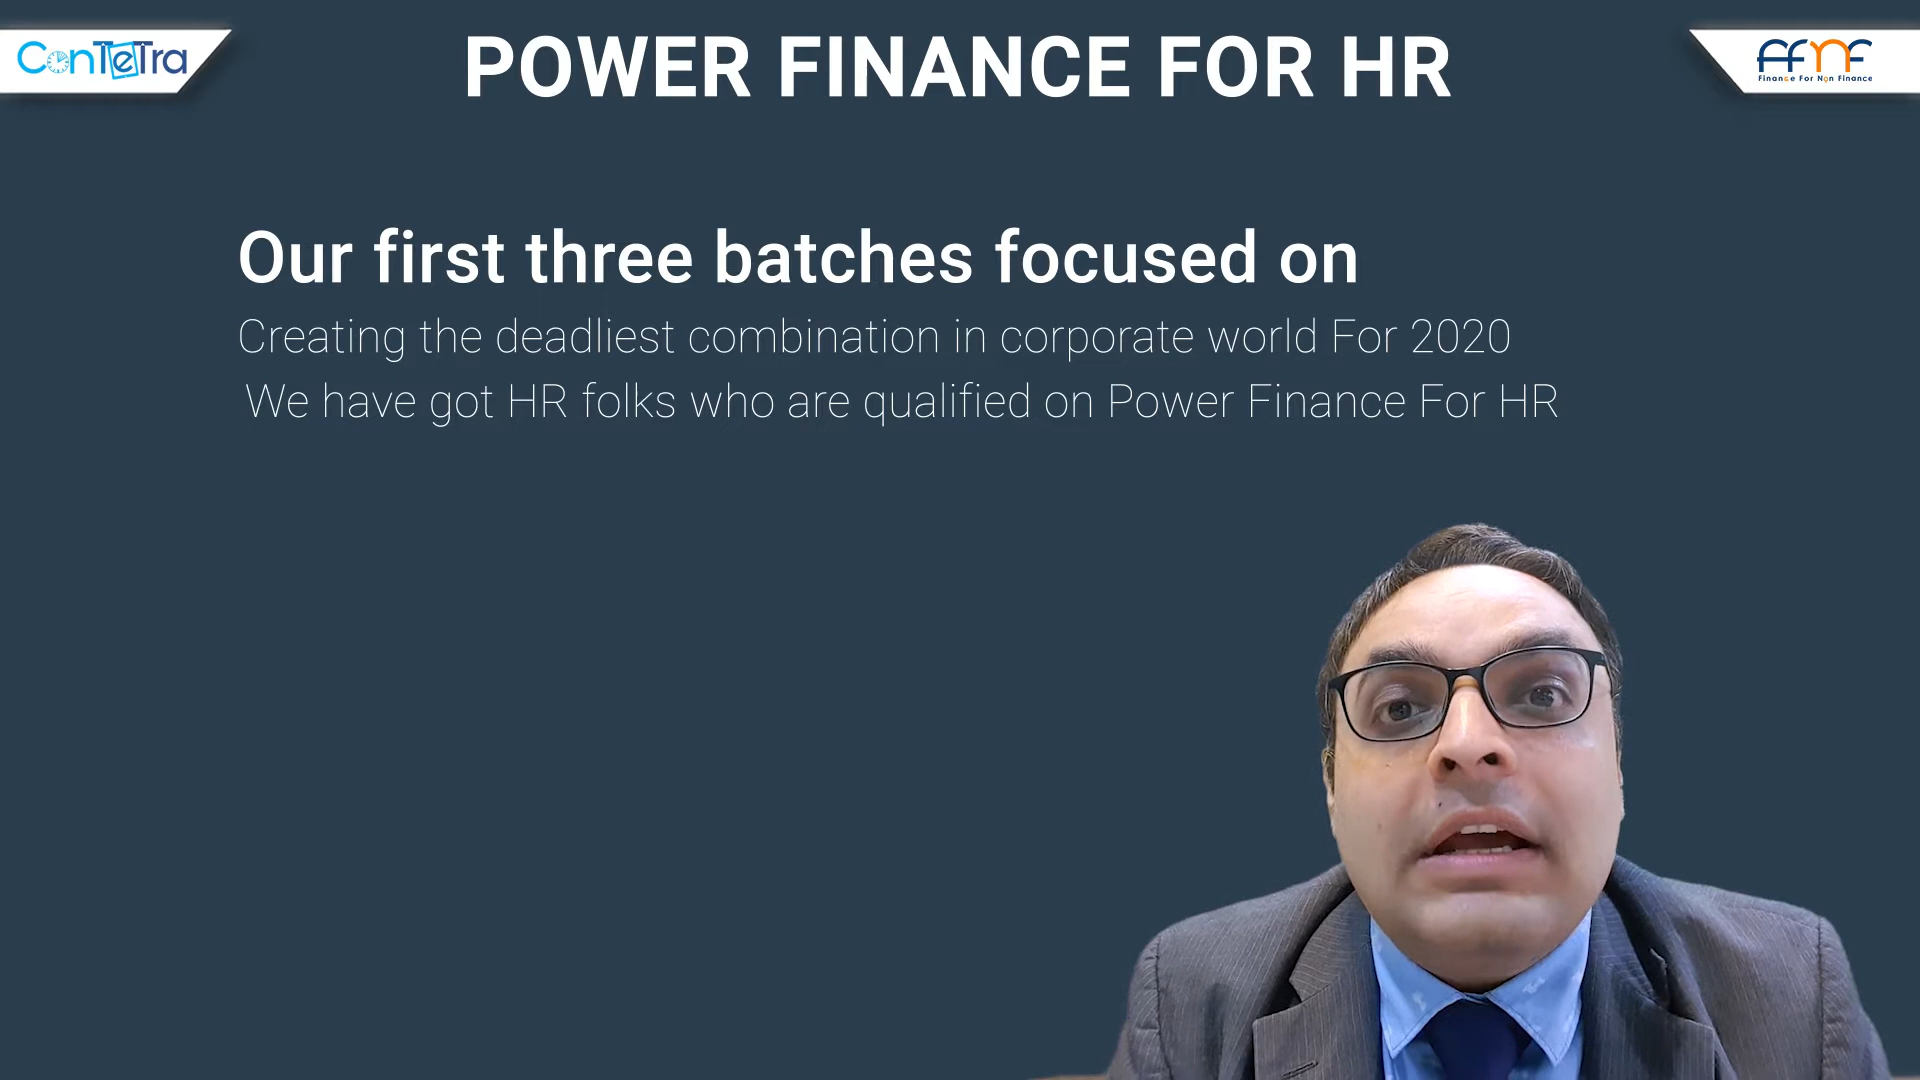 ConTeTra
POWER FINANCE FOR HR
FFNF
Finance For Non Finance
Our first three batches focused on
Creating the deadliest combination in corporate world For 2020
We have got HR folks who are qualified on Power Finance For HR